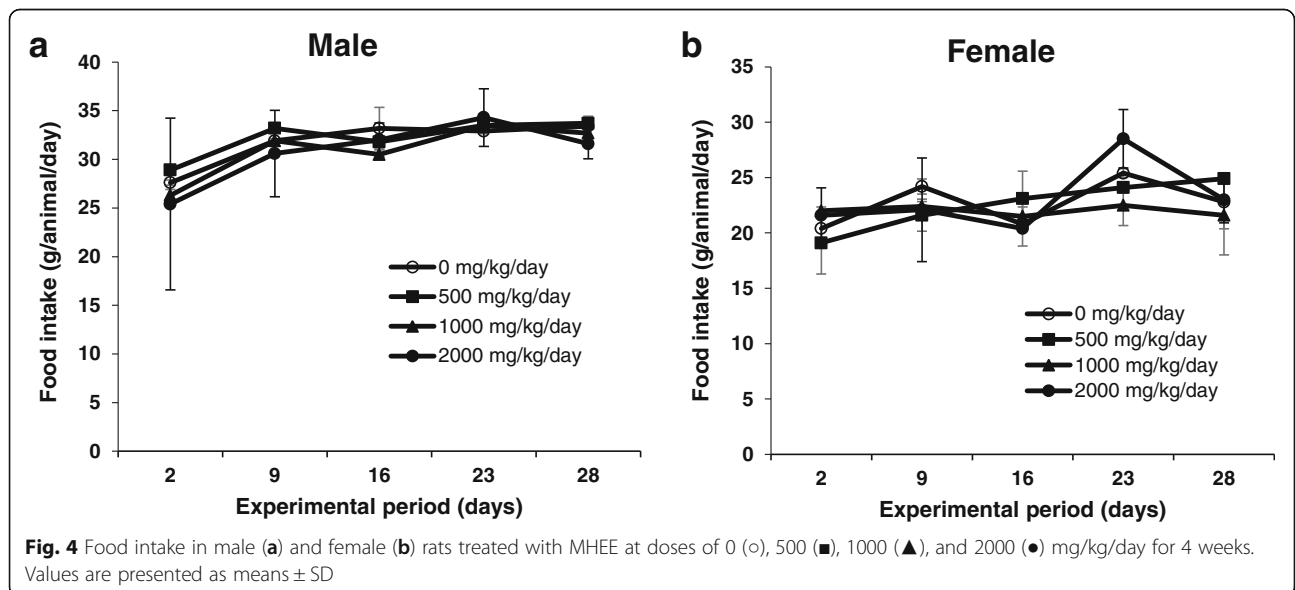 a
Male
40
35
30
25
20
15
10
5
0
Food intake (g/animal/day)
0 mg/kg/day
500 mg/kg/day
1000 mg/kg/day
2000 mg/kg/day
2 9 16 23 28
Experimental period (days)
b
Female
35
30
25
20
15
10
5
0
Food intake (g/animal/day)
0 mg/kg/day
500 mg/kg/day
1000 mg/kg/day
2000 mg/kg/day
2 9 16 23 28
Experimental period (days)
Fig. 4 Food intake in male (a) and female (b) rats treated with MHEE at doses of 0 (○), 500 (■), 1000 (▲), and 2000 (●) mg/kg/day for 4 weeks.
Values are presented as means ± SD